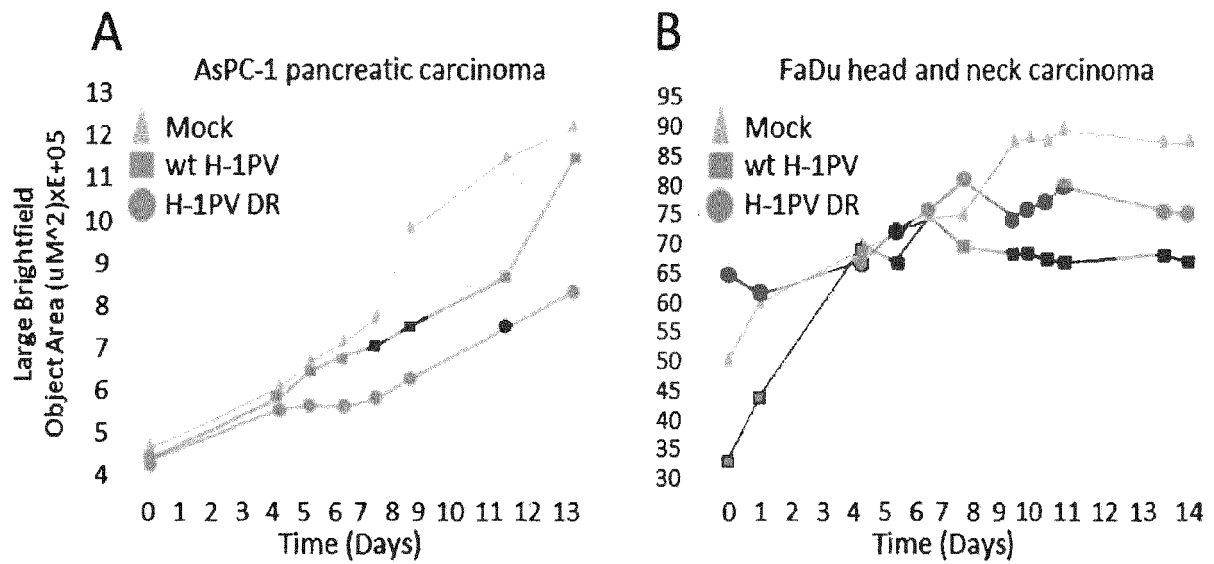 A
AsPC-1 pancreatic carcinoma
Large Brightfield
Object Area (uM^2)xE+05
13
12
11
10
9
8
7
6
5
4
Mock
wt H-1PV
H-1PV DR
0 1 2 3 4 5 6 7 8 9 10 11 12 13
Time (Days)
B
FaDu head and neck carcinoma
95
90
85
80
75
70
65
60
55
50
45
40
35
30
Mock
wt H-1PV
H-1PV DR
0 1 2 3 4 5 6 7 8 9 10 11 12 13 14
Time (Days)